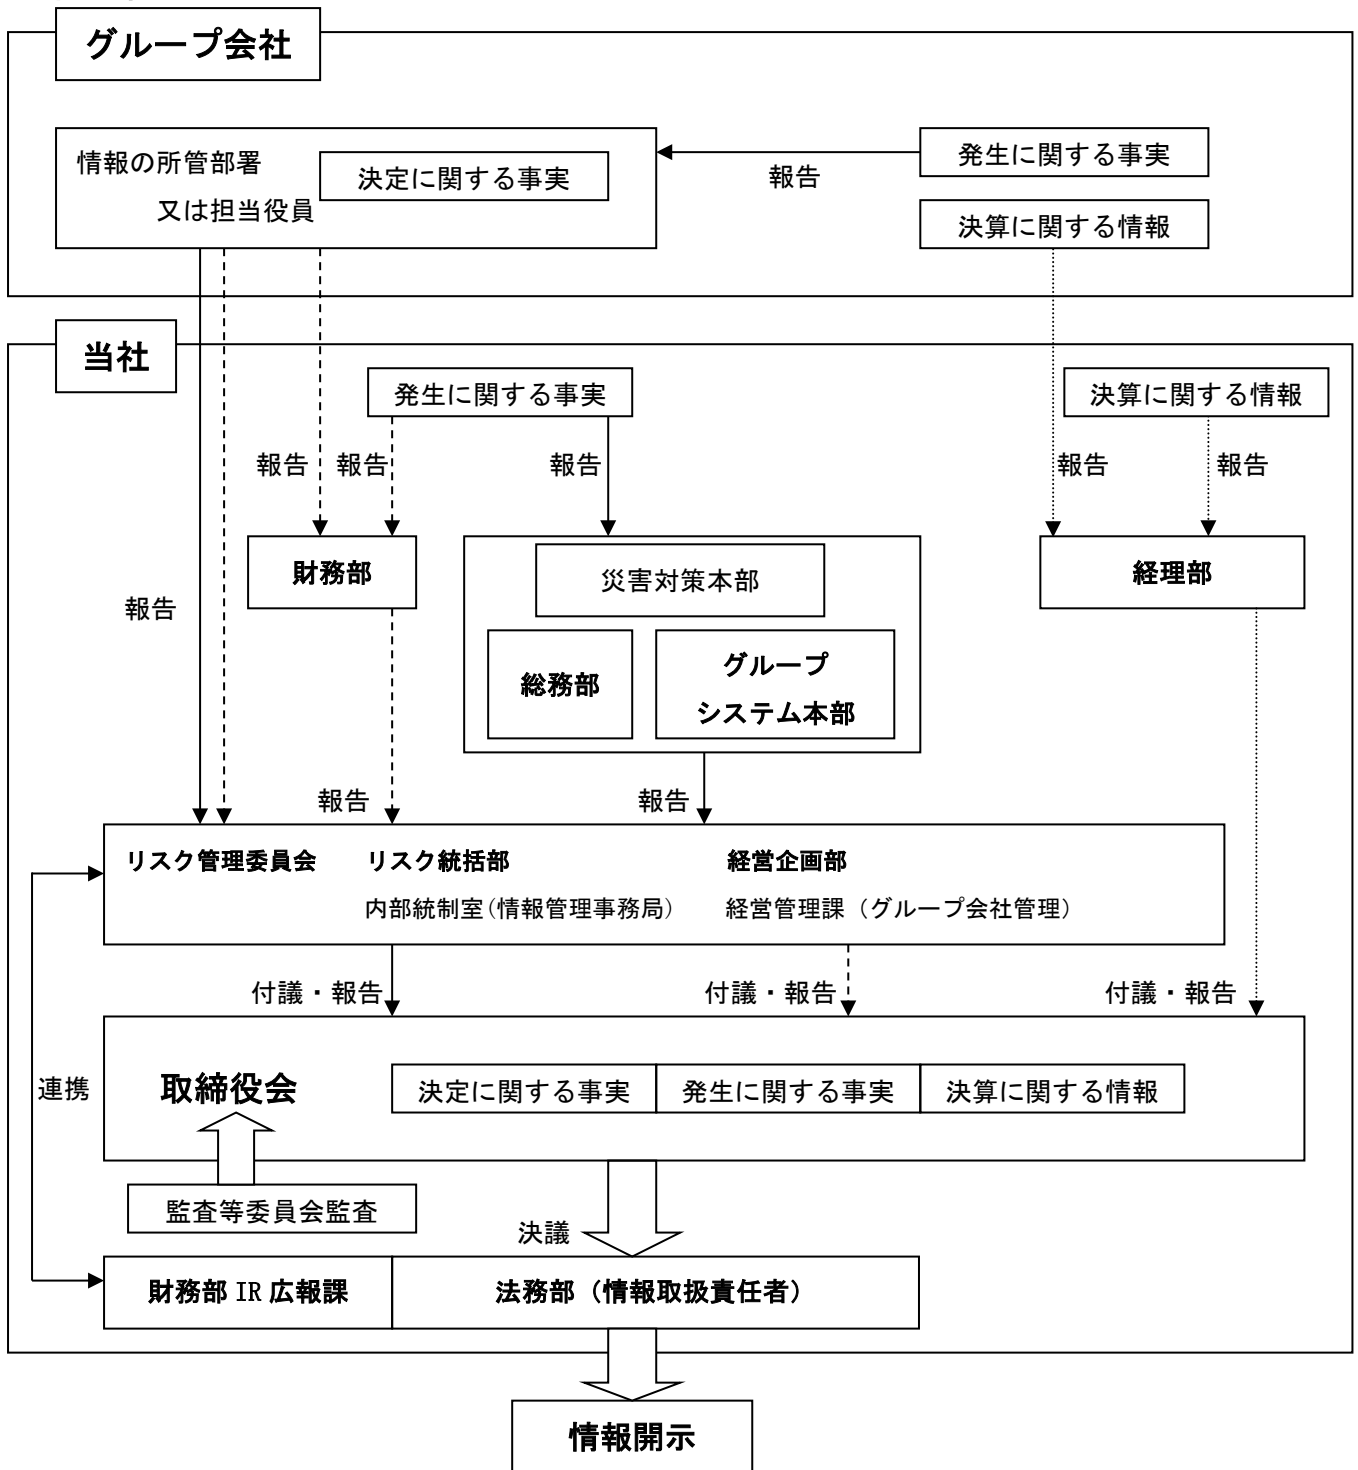 グループ会社
情報の所管部署
又は担当役員
決定に関する事実
報告
発生に関する事実
決算に関する情報
当社
発生に関する事実
決算に関する情報
報告
報告
報告
報告
報告
財務部
災害対策本部
総務部
グループ
システム本部
経理部
報告
報告
報告
リスク管理委員会
リスク統括部
経営企画部
内部統制室(情報管理事務局)
経営管理課（グループ会社管理）
付議・報告
付議・報告
付議・報告
連携
取締役会
決定に関する事実
発生に関する事実
決算に関する情報
監査等委員会監査
決議
財務部 IR 広報課
法務部（情報取扱責任者）
情報開示